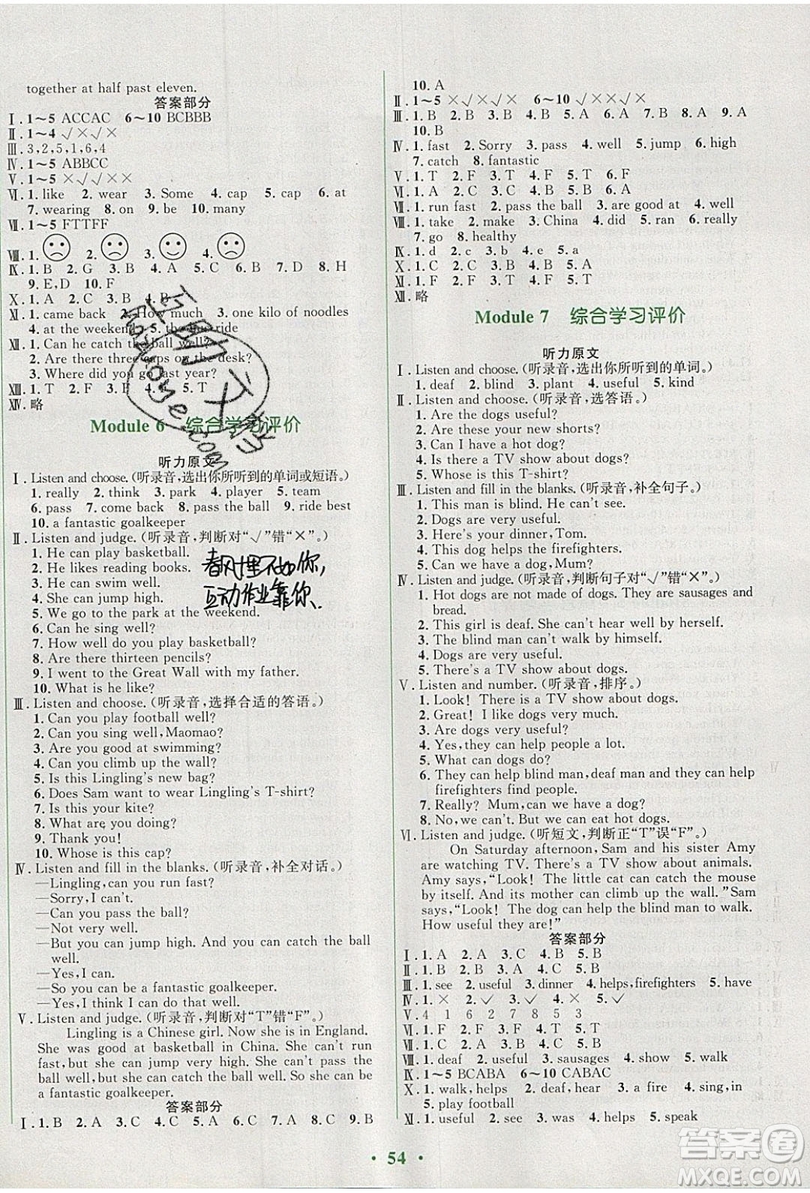 together at half past eleven.
答案部分
Ⅰ. 1~5 ACCAC 6~10 BCBBB
Ⅱ. 1~4 √×√×
Ⅲ. 3,2,5,1,6,4
Ⅳ. 1~5 ABBCC
Ⅴ. 1~5 ×√√××
Ⅵ. 1. like 2. wear 3. Some 4. cap 5. cap 6. at
7. wearing 8. on 9. to 10. many
Ⅶ. 1~5 FTTFF
Ⅷ. 1. 2. 3. 4.
Ⅸ. 1. B 2. G 3. A 4. C 5. I 6. J 7. D 8. H
9. E,D 10. F
Ⅹ. 1. A 2. C 3. B
Ⅺ. 1. came back 2. How much 3. one kilo of noodles
4. at the weekend 5. ride
Ⅻ. 1. Can he catch the ball well?
2. Are there three caps on the desk?
3. Where did you go last year?
ⅩⅢ. 1. T 2. F 3. F 4. T
ⅩⅣ. 略
Module 6 综合学习评价
听力原文
Ⅰ. Listen and choose. (听录音,选出你所听到的单词或短语。)
1. really 2. think 3. park 4. player 5. team
6. pass 7. come back 8. pass the ball 9. ride best
10. a fantastic goalkeeper
Ⅱ. Listen and judge. (听录音,判断对“√”错“×”。)
1. He can play basketball.
2. He likes reading books.
3. He can swim well.
4. She can jump high.
5. We go to the park at the weekend.
6. Can he sing well?
7. How well do you play basketball?
8. Are there thirteen pencils?
9. I went to the Great Wall with my father.
10. What is he like?
春风十里不如你,
互动作业靠你、
Ⅲ. Listen and choose. (听录音,选择合适的答语。)
1. Can you play football well?
2. Can you sing well, Maomao?
3. Are you good at swimming?
4. Can you climb up the wall?
5. Is this Lingling's new bag?
6. Does Sam want to wear Lingling's T-shirt?
7. Is this your kite?
8. What are you doing?
9. Thank you!
10. Whose is this cap?
Ⅳ. Listen and fill in the blanks. (听录音,补全对话。)
—Lingling, can you run fast?
—Sorry, I can't.
—Can you pass the ball?
—Not very well.
—But you can jump high. And you can catch the ball well.
—Yes, I can.
—So you can be a fantastic goalkeeper.
—Yes, I can be a fantastic goalkeeper.
Ⅴ. Listen and judge. (听录音,判断“T”错“F”。)
Lingling is a Chinese girl. Now she is in England.
She was good at basketball in China. She can't run
fast, but she can jump very high. She can't pass the
ball well, but she can catch the ball well. So she can be
a fantastic goalkeeper.
答案部分
Ⅰ. 1. B 2. A 3. C 4. A 5. C 6. A 7. A 8. A 9. B
10. A
Ⅱ. 1~5 ×√×√× 6~10 √×√√×
Ⅲ. 1. B 2. B 3. B 4. A 5. A 6. A 7. B 8. A 9. A
10. B
Ⅳ. 1. fast 2. Sorry 3. pass 4. well 5. jump 6. high
7. catch 8. fantastic
Ⅴ. 1. T 2. F 3. F 4. F 5. T
Ⅵ. 1. C 2. B 3. C 4. B 5. A 6. B 7. B 8. A
Ⅶ. 1. run fast 2. pass the ball 3. are good at 4. well
Ⅷ. 1. take 2. make 3. China 4. did 5. ran 6. really
7. go 8. healthy
Ⅸ. 1. d 2. c 3. e 4. b 5. a
Ⅹ. 1. A 2. C 3. B 4. C 5. A
Ⅺ. 1. B 2. B 3. C 4. B 5. B
Ⅻ. 略
Module 7 综合学习评价
听力原文
Ⅰ. Listen and choose. (听录音,选出你所听到的单词。)
1. deaf 2. blind 3. plant 4. useful 5. kind
Ⅱ. Listen and choose. (听录音,选答语。)
1. Are the dogs useful?
2. Are these your new shorts?
3. Can I have a hot dog?
4. Is there a TV show about dogs?
5. Whose is this T-shirt?
Ⅲ. Listen and fill in the blanks. (听录音,补全句子。)
1. This man is blind. He can't see.
2. Dogs are very useful.
3. Here's your dinner, Tom.
4. This dog helps the firefighters.
5. Can we have a dog, Mum?
Ⅳ. Listen and judge. (听录音,判断句子对“√”错“×”。)
1. Hot dogs are not made of dogs. They are sausages and
bread.
2. This girl is deaf. She can't hear well by herself.
3. The blind man can't walk by himself.
4. Dogs are useful.
5. There is a TV show about dogs.
Ⅴ. Listen and number. (听录音,排序。)
1. Look! There is a TV show about dogs.
2. Great! I like dogs very much.
3. Dogs are very useful.
4. Yes, they can help people a lot.
5. What can dogs do?
6. They can help blind man, deaf man. They can help
firefighters find people.
7. Really? Mum, can we have a dog?
8. No, we can't. But you can have a cat.
Ⅵ. Listen and judge. (听短文,判断正“T”误“F”。)
On Saturday afternoon, Sam and his sister Amy
are watching TV. There's a TV show about animals.
Amy says, "Look! The little cat can catch the mouse
by itself. And its mother can climb up the wall." Sam
says, "Look! The dog can help the blind man to walk.
How useful they are!"
答案部分
Ⅰ. 1. A 2. A 3. C 4. C 5. A
Ⅱ. 1. A 2. B 3. A 4. A 5. B
Ⅲ. 1. see 2. useful 3. dinner 4. helps, firefighters
Ⅳ. 1. × 2. √ 3. √ 4. √ 5. ×
Ⅴ. 4 1 6 2 7 8 5 3
Ⅵ. 1. F 2. T 3. F 4. F 5. T
Ⅶ. 1. B 2. C 3. A 4. C 5. B
Ⅷ. 1. deaf 2. useful 3. sausages 4. show
Ⅸ. 1~5 BCABA 6~10 CABAC
Ⅹ. 1. walk, helps 2. hear 3. a fire 4. sing, in
5. play football
Ⅺ. 1. useful 2. see 3. helps 4. blind 5. speak
54
答案圈
MXQE.COM